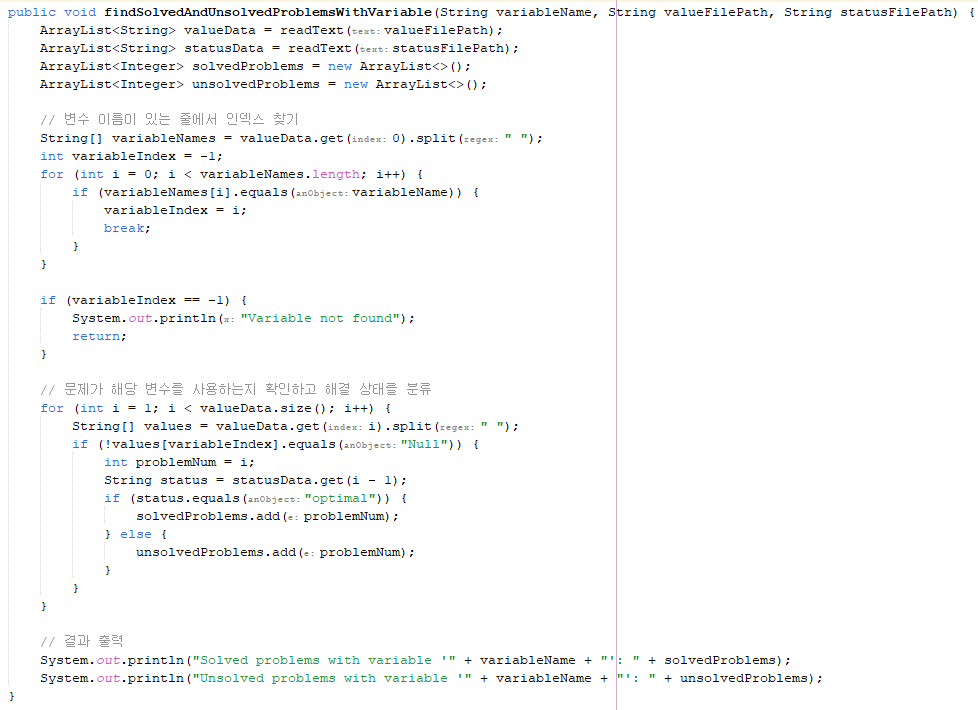 public void findSolvedAndUnsolvedProblemsWithVariable(String variableName, String valueFilePath, String statusFilePath) {
ArrayList<String> valueData = readText(text: valueFilePath);
ArrayList<String> statusData = readText(text: statusFilePath);
ArrayList<Integer> solvedProblems = new ArrayList<>();
ArrayList<Integer> unsolvedProblems = new ArrayList<>();
// 변수 이름이 있는 줄에서 인덱스 찾기
String[] variableNames = valueData.get(index: 0).split(regex: " ");
int variableIndex = -1;
for (int i = 0; i < variableNames.length; i++) {
if (variableNames[i].equals(anObject: variableName)) {
variableIndex = i;
break;
}
}
if (variableIndex == -1) {
System.out.println(x: "Variable not found");
return;
}
// 문제가 해당 변수를 사용하는지 확인하고 해결 상태를 분류
for (int i = 1; i < valueData.size(); i++) {
String[] values = valueData.get(index: i).split(regex: " ");
if (!values[variableIndex].equals(anObject: "Null")) {
int problemNum = i;
String status = statusData.get(i - 1);
if (status.equals(anObject: "optimal")) {
solvedProblems.add(e: problemNum);
} else {
unsolvedProblems.add(e: problemNum);
}
}
}
// 결과 출력
System.out.println("Solved problems with variable '" + variableName + "': " + solvedProblems);
System.out.println("Unsolved problems with variable '" + variableName + "': " + unsolvedProblems);
}